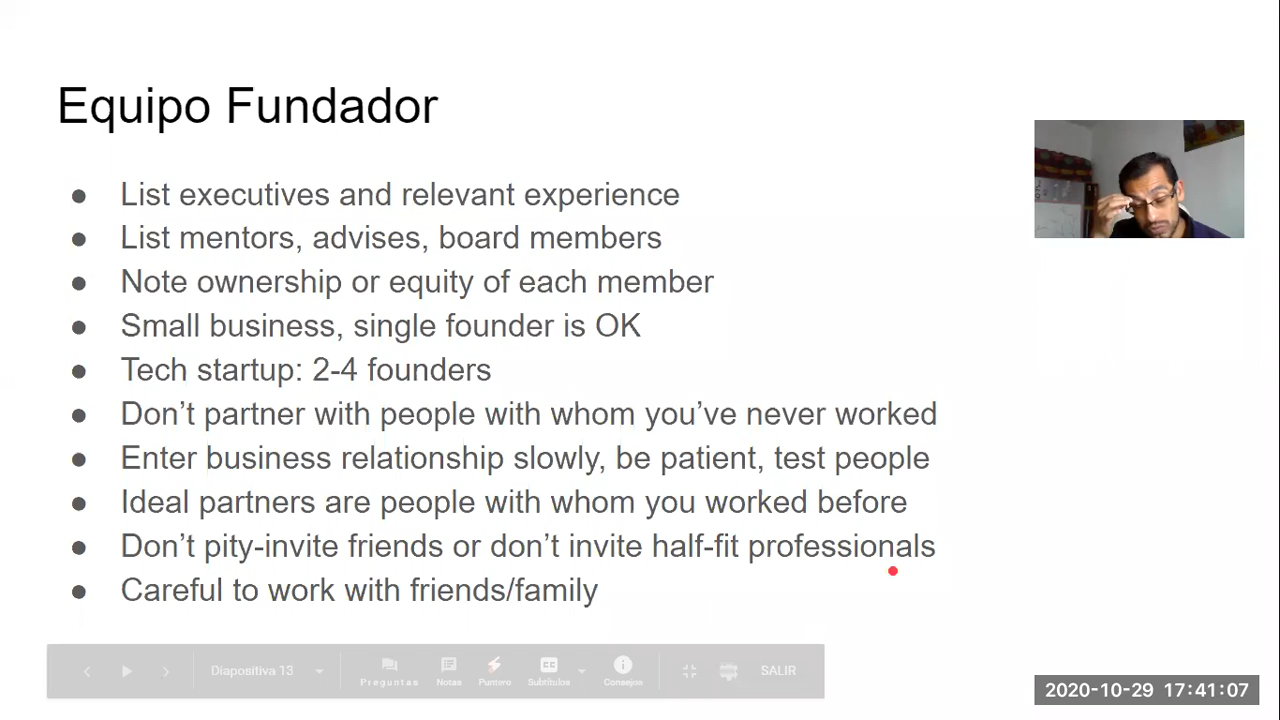 Equipo Fundador
● List executives and relevant experience
● List mentors, advises, board members
● Note ownership or equity of each member
● Small business, single founder is OK
● Tech startup: 2-4 founders
● Don’t partner with people with whom you’ve never worked
● Enter business relationship slowly, be patient, test people
● Ideal partners are people with whom you worked before
● Don’t pity-invite friends or don’t invite half-fit professionals
● Careful to work with friends/family
Diapositiva 13
Preguntas
Notas
Puntero
Subtítulos
Consejos
SALIR
2020-10-29 17:41:07